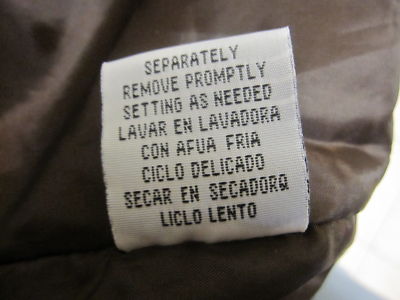 SEPARATELY
REMOVE PROMPTLY
SETTING AS NEEDED
LAVAR EN LAVADORA
CON AFUA FRIA
CICLO DELICADO
SECAR EN SECADORQ
LICLO LENTO